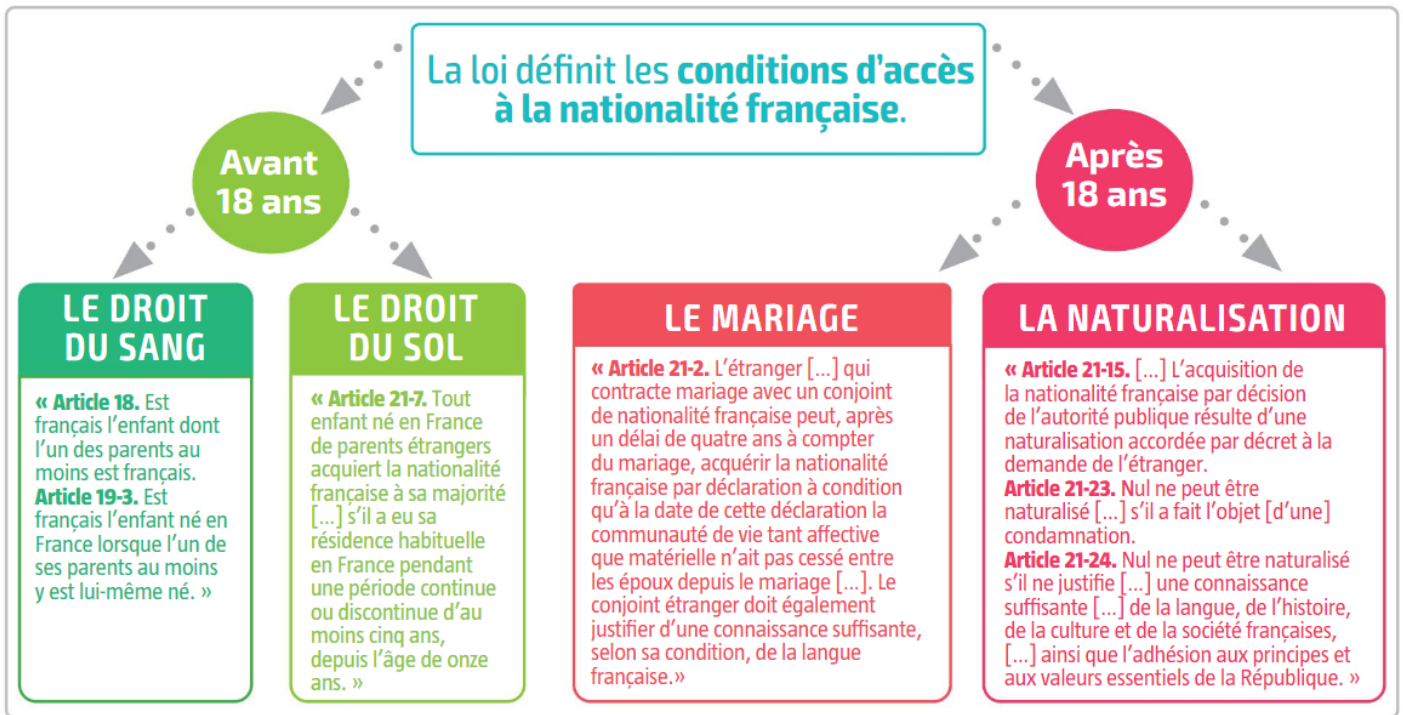 La loi définit les conditions d'accès
à la nationalité française.
Avant
18 ans
Après
18 ans
LE DROIT
DU SANG
« Article 18. Est
français l'enfant dont
l'un des parents au
moins est français.
Article 19-3. Est
français l'enfant né en
France lorsque l'un de
ses parents au moins
y est lui-même né. »
LE DROIT
DU SOL
« Article 21-7. Tout
enfant né en France
de parents étrangers
acquiert la nationalité
française à sa majorité
[...] s'il a eu sa
résidence habituelle
en France pendant
une période continue
ou discontinue d'au
moins cinq ans,
depuis l'âge de onze
ans. »
LE MARIAGE
« Article 21-2. L'étranger [...] qui
contracte mariage avec un conjoint
de nationalité française peut, après
un délai de quatre ans à compter
du mariage, acquérir la nationalité
française par déclaration à condition
qu'à la date de cette déclaration la
communauté de vie tant affective
que matérielle n'ait pas cessé entre
les époux depuis le mariage [...]. Le
conjoint étranger doit également
justifier d'une connaissance suffisante,
selon sa condition, de la langue
française.»
LA NATURALISATION
« Article 21-15. [...] L'acquisition de
la nationalité française par décision
de l'autorité publique résulte d'une
naturalisation accordée par décret à la
demande de l'étranger.
Article 21-23. Nul ne peut être
naturalisé [...] s'il a fait l'objet [d'une]
condamnation.
Article 21-24. Nul ne peut être naturalisé
s'il ne justifie [...] une connaissance
suffisante [...] de la langue, de l'histoire,
de la culture et de la société françaises,
[...] ainsi que l'adhésion aux principes et
aux valeurs essentiels de la République. »